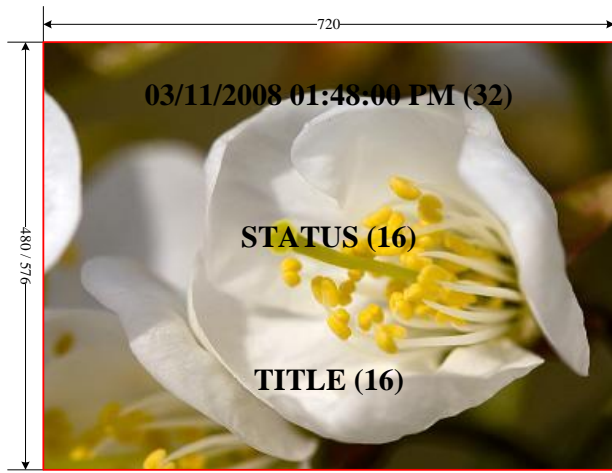 720
03/11/2008 01:48:00 PM (32)
STATUS (16)
480 / 576
TITLE (16)